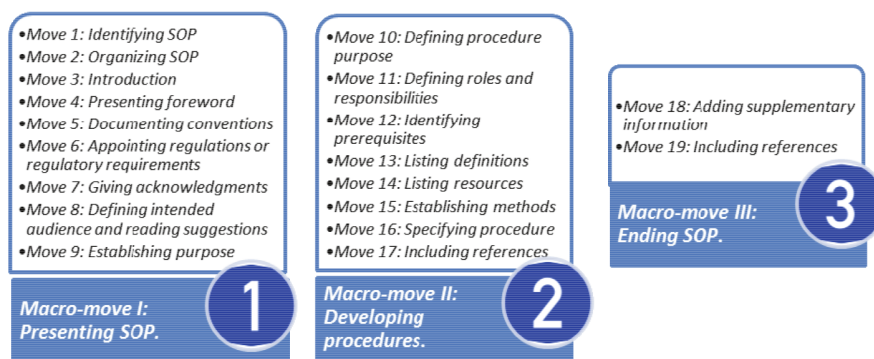 •Move 1: Identifying SOP
•Move 2: Organizing SOP
•Move 3: Introduction
•Move 4: Presenting foreword
•Move 5: Documenting conventions
•Move 6: Appointing regulations or
regulatory requirements
•Move 7: Giving acknowledgments
•Move 8: Defining intended
audience and reading suggestions
•Move 9: Establishing purpose
Macro-move I:
Presenting SOP.
1
•Move 10: Defining procedure
purpose
•Move 11: Defining roles and
responsibilities
•Move 12: Identifying
prerequisites
•Move 13: Listing definitions
•Move 14: Listing resources
•Move 15: Establishing methods
•Move 16: Specifying procedure
•Move 17: Including references
Macro-move II:
Developing
procedures.
2
•Move 18: Adding supplementary
information
•Move 19: Including references
Macro-move III:
Ending SOP.
3